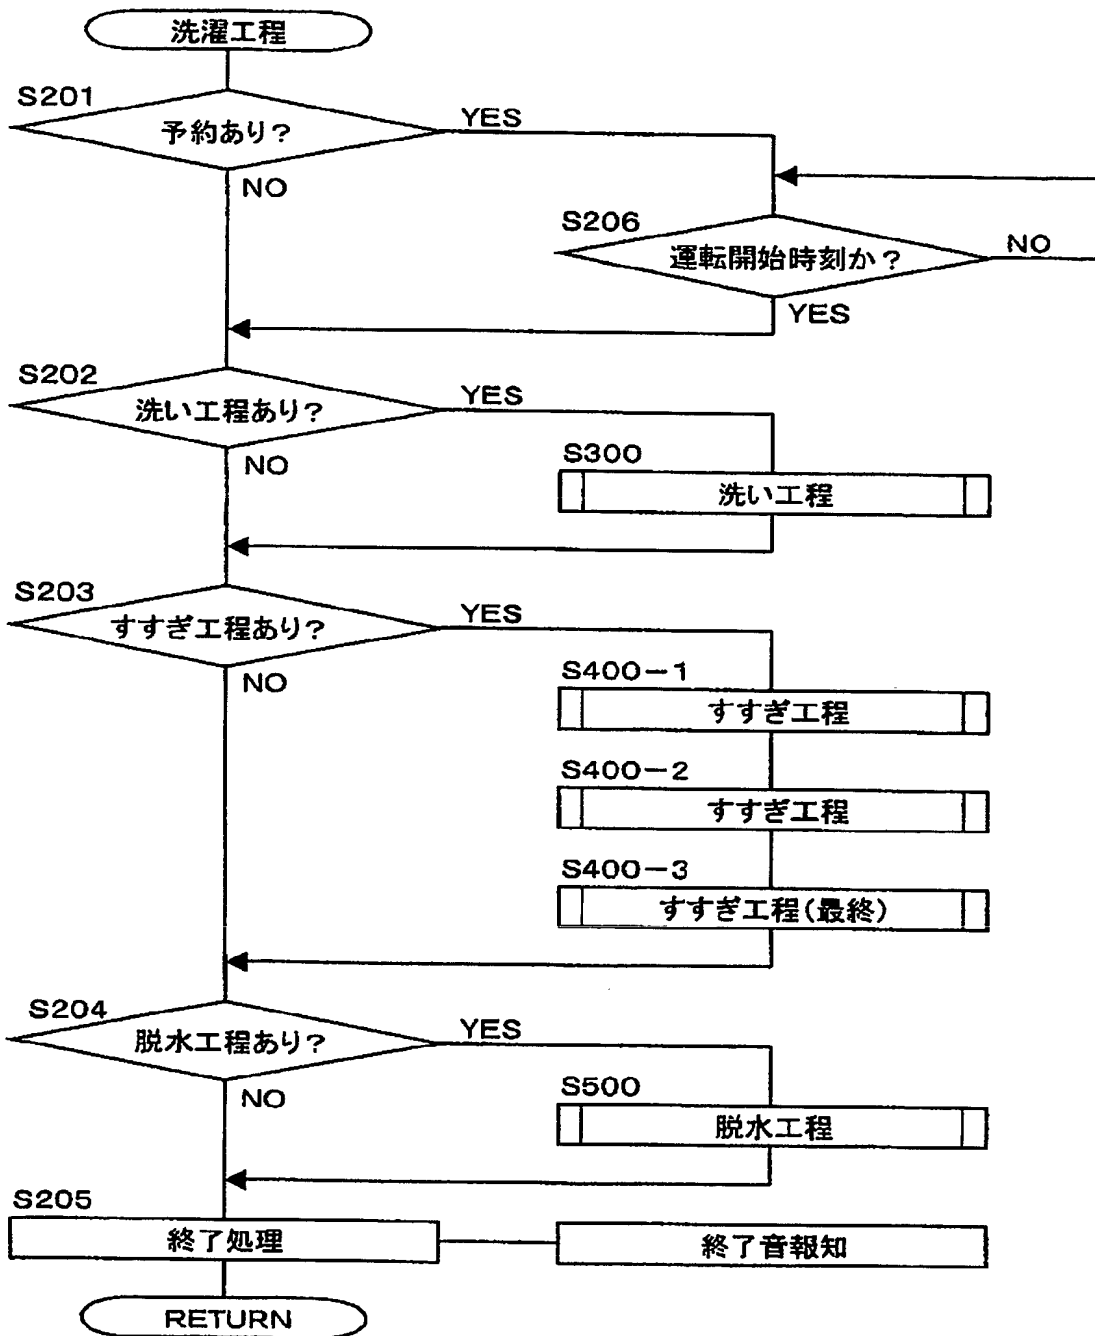 洗濯工程
S201
予約あり?
YES
NO
S206
運転開始時刻か?
NO
YES
S202
洗い工程あり?
YES
NO
S300
洗い工程
S203
すすぎ工程あり?
YES
NO
S400-1
すすぎ工程
S400-2
すすぎ工程
S400-3
すすぎ工程(最終)
S204
脱水工程あり?
YES
NO
S500
脱水工程
S205
終了処理
終了音報知
RETURN